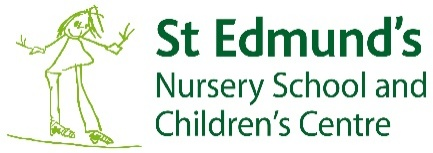 St Edmund's
Nursery School and
Children's Centre